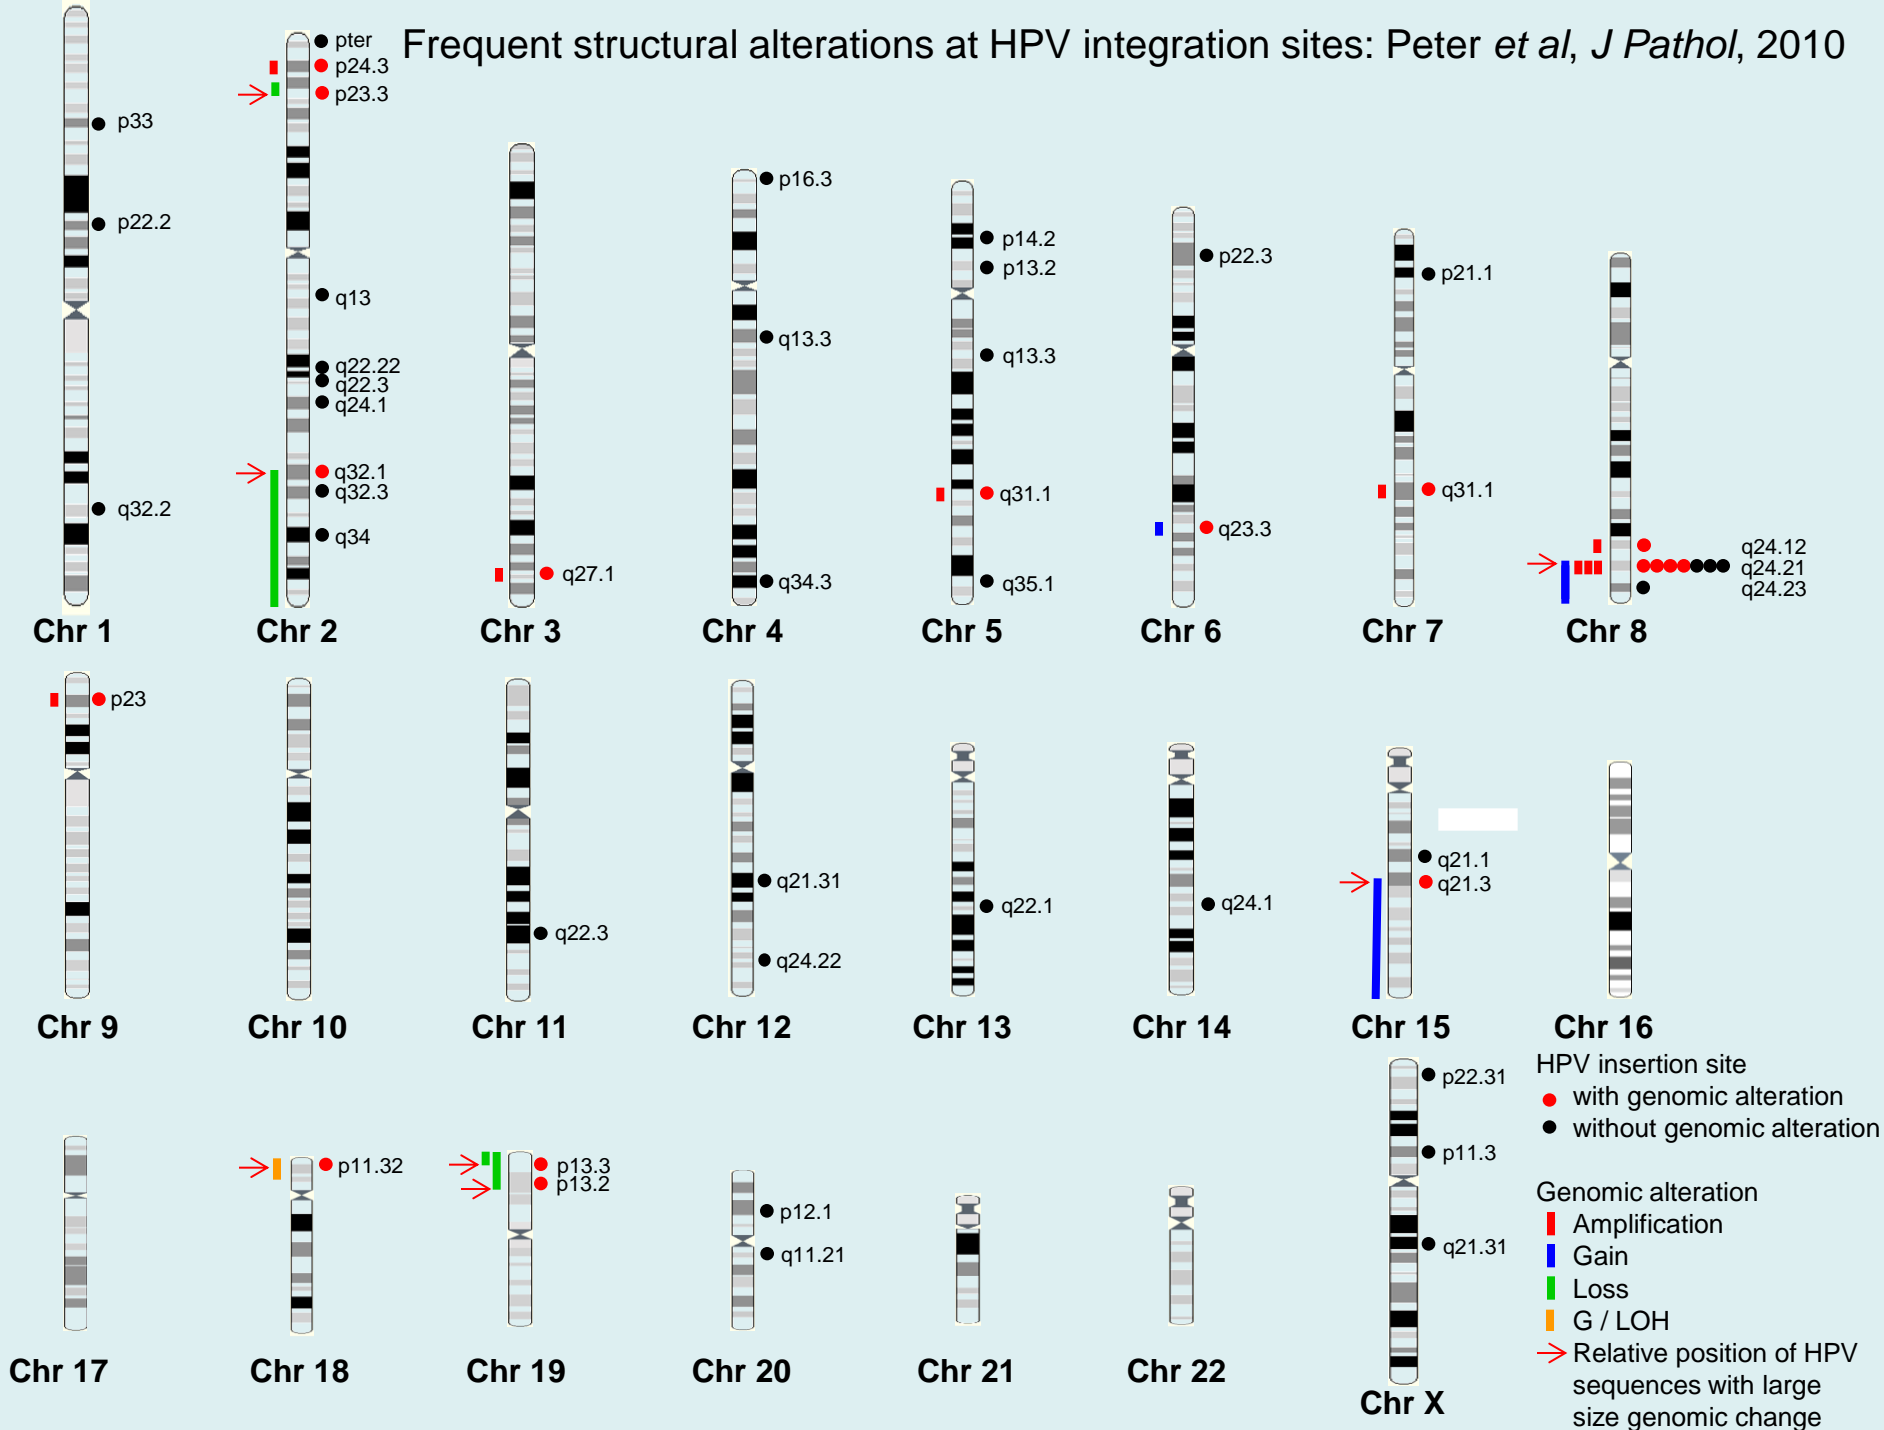 Frequent structural alterations at HPV integration sites: Peter et al, J Pathol, 2010
p33
p22.2
q32.2
Chr 1
pter
p24.3
p23.3
q13
q22.22
q22.3
q24.1
q32.1
q32.3
q34
Chr 2
q27.1
Chr 3
p16.3
q13.3
q34.3
Chr 4
p14.2
p13.2
q13.3
q31.1
q35.1
Chr 5
p22.3
q23.3
Chr 6
p21.1
q31.1
Chr 7
q24.12
q24.21
q24.23
Chr 8
p23
Chr 9
Chr 10
q22.3
Chr 11
q21.31
q24.22
Chr 12
q22.1
Chr 13
q24.1
Chr 14
q21.1
q21.3
Chr 15
Chr 16
Chr 17
p11.32
Chr 18
p13.3
p13.2
Chr 19
p12.1
q11.21
Chr 20
Chr 21
Chr 22
p22.31
p11.3
q21.31
Chr X
HPV insertion site
with genomic alteration
without genomic alteration
Genomic alteration
Amplification
Gain
Loss
G / LOH
Relative position of HPV
sequences with large
size genomic change